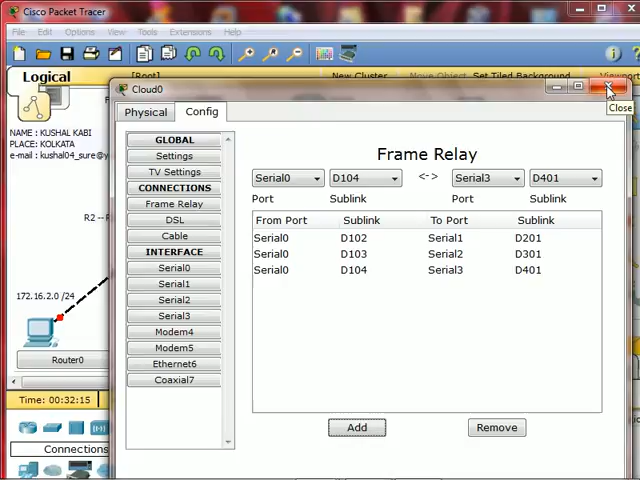 Cisco Packet Tracer
File Edit Options View Tools Extensions Help
Logical
[Root]
New Cluster
Move Object
Set Tiled Background
Viewport
Cloud0
Close
Physical
Config
NAME : KUSHAL KABI
PLACE: KOLKATA
e-mail : kushal04_sure@y
R2 -- F
172.16.2.0 /24
Router0
Time: 00:32:15
Connections
GLOBAL
Settings
TV Settings
CONNECTIONS
Frame Relay
DSL
Cable
INTERFACE
Serial0
Serial1
Serial2
Serial3
Modem4
Modem5
Ethernet6
Coaxial7
Frame Relay
Serial0 D104 <-> Serial3 D401
Port Sublink Port Sublink
From Port Sublink To Port Sublink
Serial0 D102 Serial1 D201
Serial0 D103 Serial2 D301
Serial0 D104 Serial3 D401
Add Remove